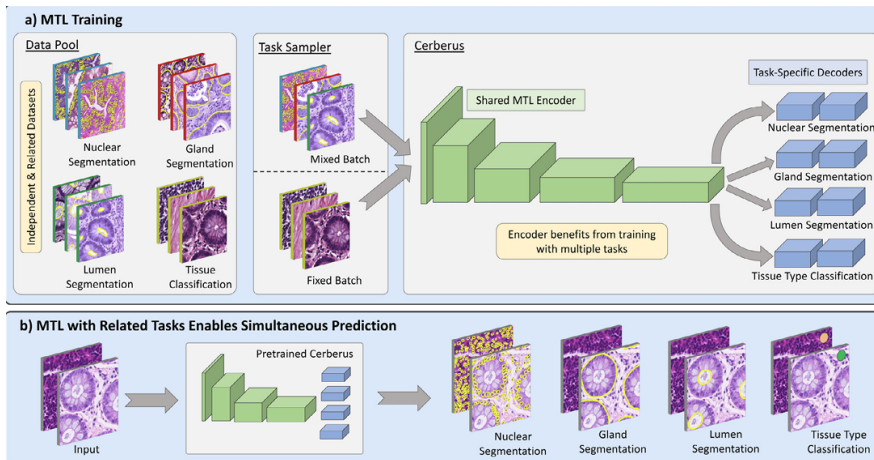 a) MTL Training
Data Pool
Independent & Related Datasets
Nuclear
Segmentation
Gland
Segmentation
Lumen
Segmentation
Tissue
Classification
Task Sampler
Mixed Batch
Fixed Batch
Cerberus
Shared MTL Encoder
Encoder benefits from training
with multiple tasks
Task-Specific Decoders
Nuclear Segmentation
Gland Segmentation
Lumen Segmentation
Tissue Type Classification
b) MTL with Related Tasks Enables Simultaneous Prediction
Input
Pretrained Cerberus
Nuclear
Segmentation
Gland
Segmentation
Lumen
Segmentation
Tissue Type
Classification